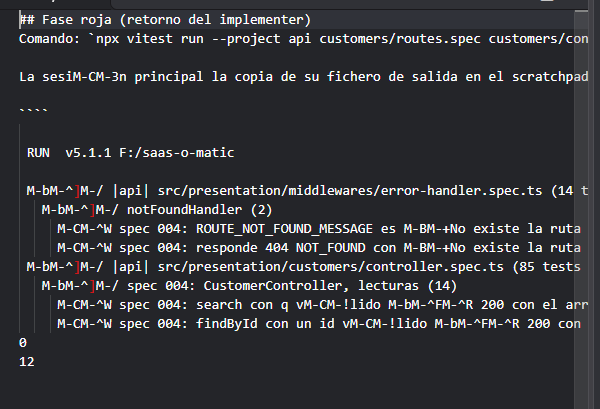 ## Fase roja (retorno del implementer)
Comando: `npx vitest run --project api customers/routes.spec customers/con
La sesiM-CM-3n principal la copia de su fichero de salida en el scratchpad
````
RUN v5.1.1 F:/saas-o-matic
M-bM-^]M-/ |api| src/presentation/middlewares/error-handler.spec.ts (14 t
M-bM-^]M-/ notFoundHandler (2)
M-CM-^W spec 004: ROUTE_NOT_FOUND_MESSAGE es M-BM-+No existe la ruta
M-CM-^W spec 004: responde 404 NOT_FOUND con M-BM-+No existe la ruta
M-bM-^]M-/ |api| src/presentation/customers/controller.spec.ts (85 tests
M-bM-^]M-/ spec 004: CustomerController, lecturas (14)
M-CM-^W spec 004: search con q vM-CM-!lido M-bM-^FM-^R 200 con el arr
M-CM-^W spec 004: findById con un id vM-CM-!lido M-bM-^FM-^R 200 con
0
12